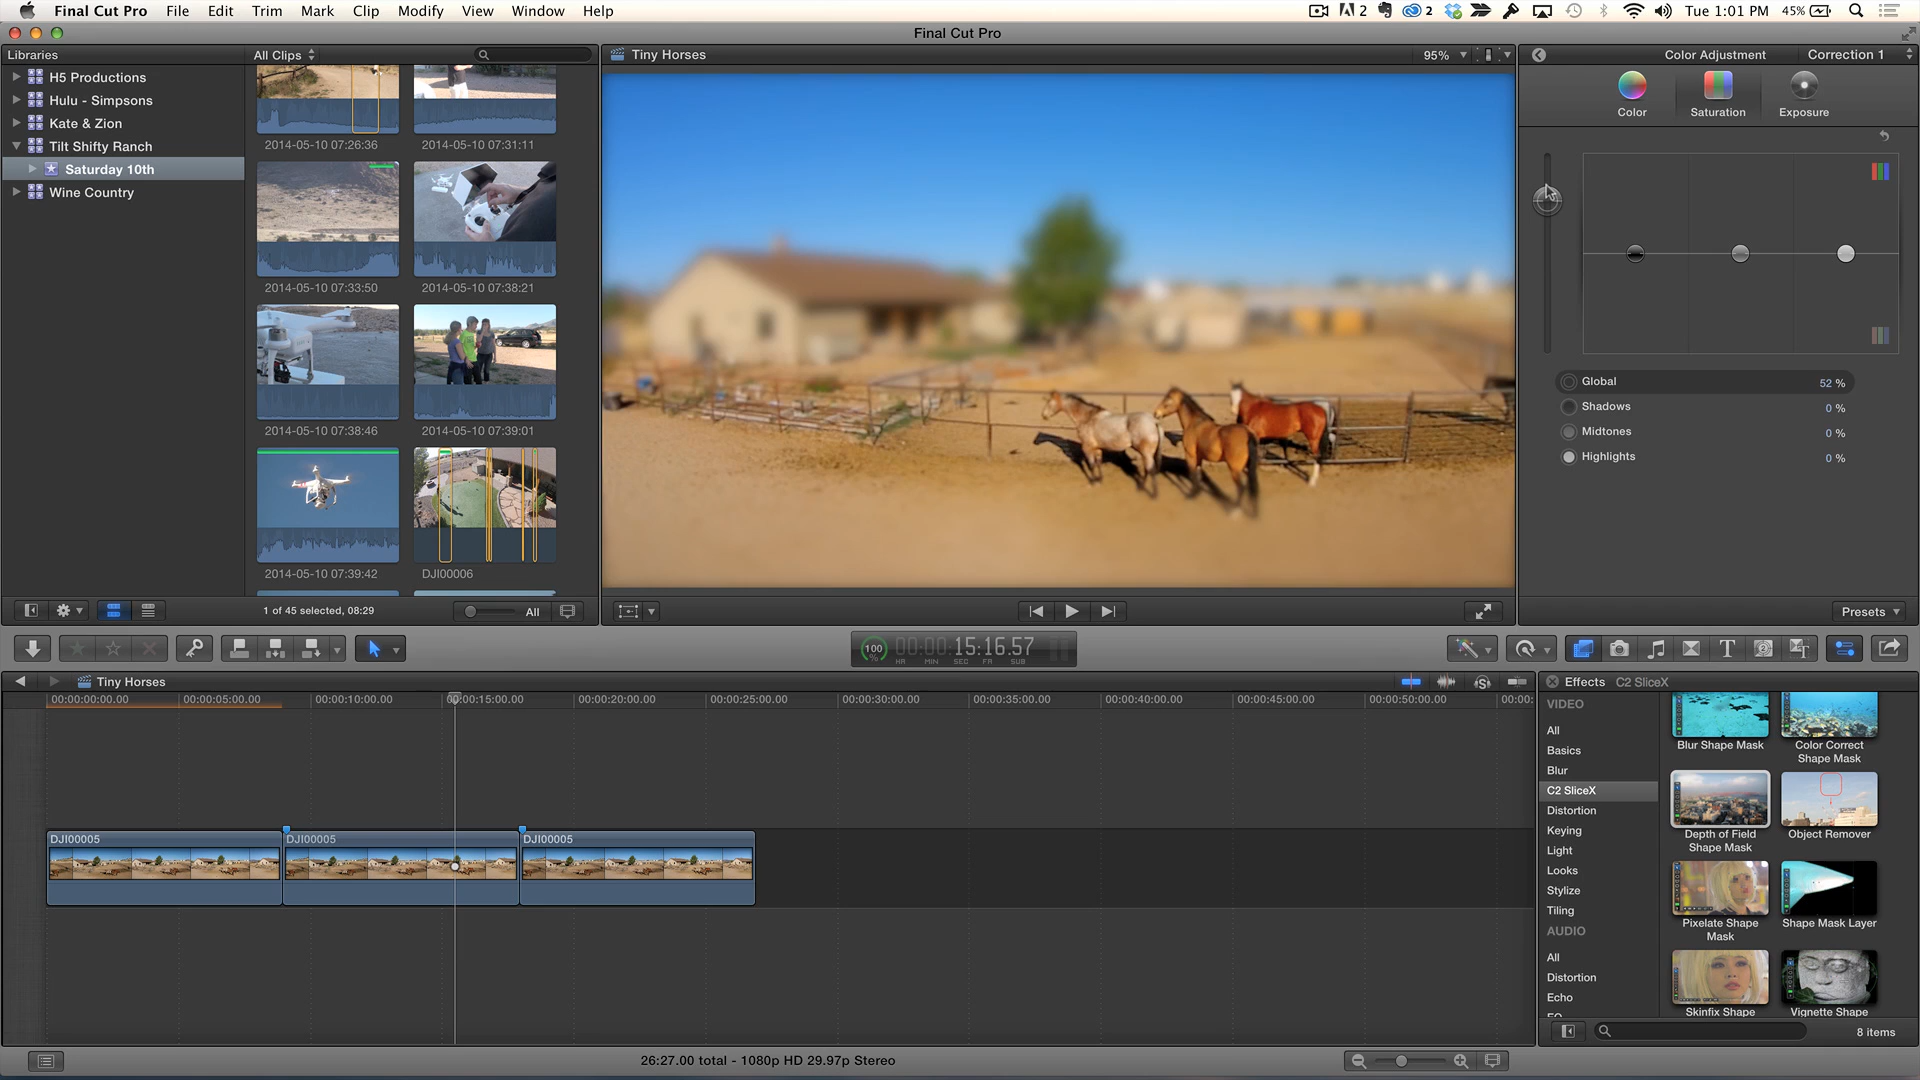 Final Cut Pro File Edit Trim Mark Clip Modify View Window Help 2 2 Tue 1:01 PM 45%
Final Cut Pro
Libraries
H5 Productions
Hulu - Simpsons
Kate & Zion
Tilt Shifty Ranch
Saturday 10th
Wine Country
All Clips
2014-05-10 07:26:36 2014-05-10 07:31:11
2014-05-10 07:33:50 2014-05-10 07:38:21
2014-05-10 07:38:46 2014-05-10 07:39:01
2014-05-10 07:39:42 DJI00006
1 of 45 selected, 08:29 All
Tiny Horses 95%
Color Adjustment Correction 1
Color Saturation Exposure
Global 52 %
Shadows 0 %
Midtones 0 %
Highlights 0 %
Presets
100 % 00:00:15:16.57
HR MIN SEC FR SUB
Tiny Horses
00:00:00:00.00 00:00:05:00.00 00:00:10:00.00 00:00:15:00.00 00:00:20:00.00 00:00:25:00.00 00:00:30:00.00 00:00:35:00.00 00:00:40:00.00 00:00:45:00.00 00:00:50:00.00 00:00:
DJI00005 DJI00005 DJI00005
26:27.00 total - 1080p HD 29.97p Stereo
Effects C2 SliceX
VIDEO
All
Basics
Blur
C2 SliceX
Distortion
Keying
Light
Looks
Stylize
Tiling
AUDIO
All
Distortion
Echo
EQ
Blur Shape Mask
Color Correct
Shape Mask
Depth of Field
Shape Mask
Object Remover
Pixelate Shape
Mask
Shape Mask Layer
Skinfix Shape
Vignette Shape
8 items